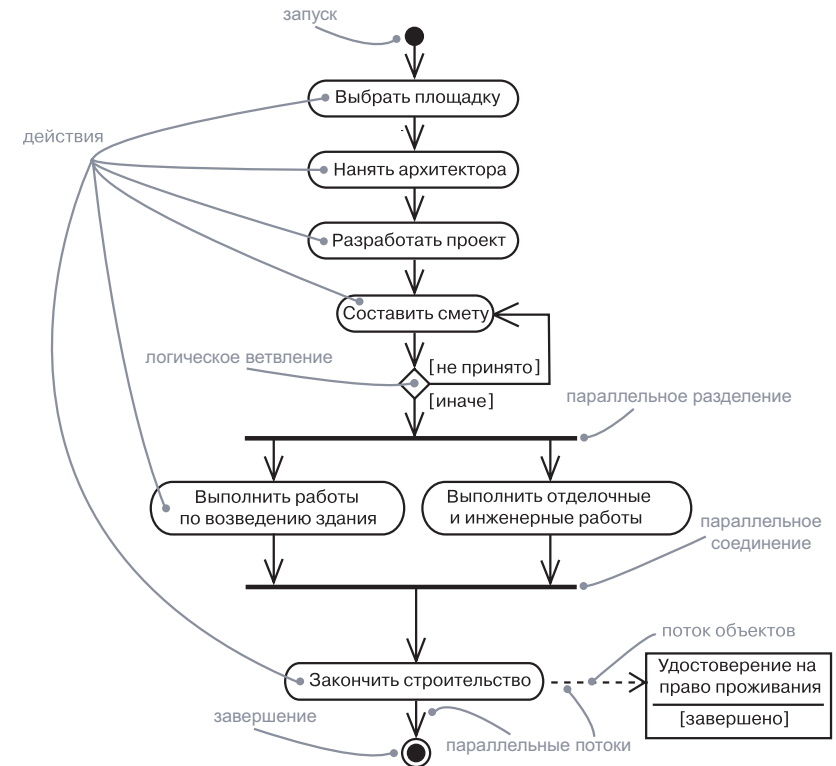 запуск
Выбрать площадку
действия
Нанять архитектора
Разработать проект
Составить смету
логическое ветвление
[не принято]
[иначе]
параллельное разделение
Выполнить работы
по возведению здания
Выполнить отделочные
и инженерные работы
параллельное
соединение
поток объектов
Удостоверение на
право проживания
[завершено]
Закончить строительство
завершение
параллельные потоки